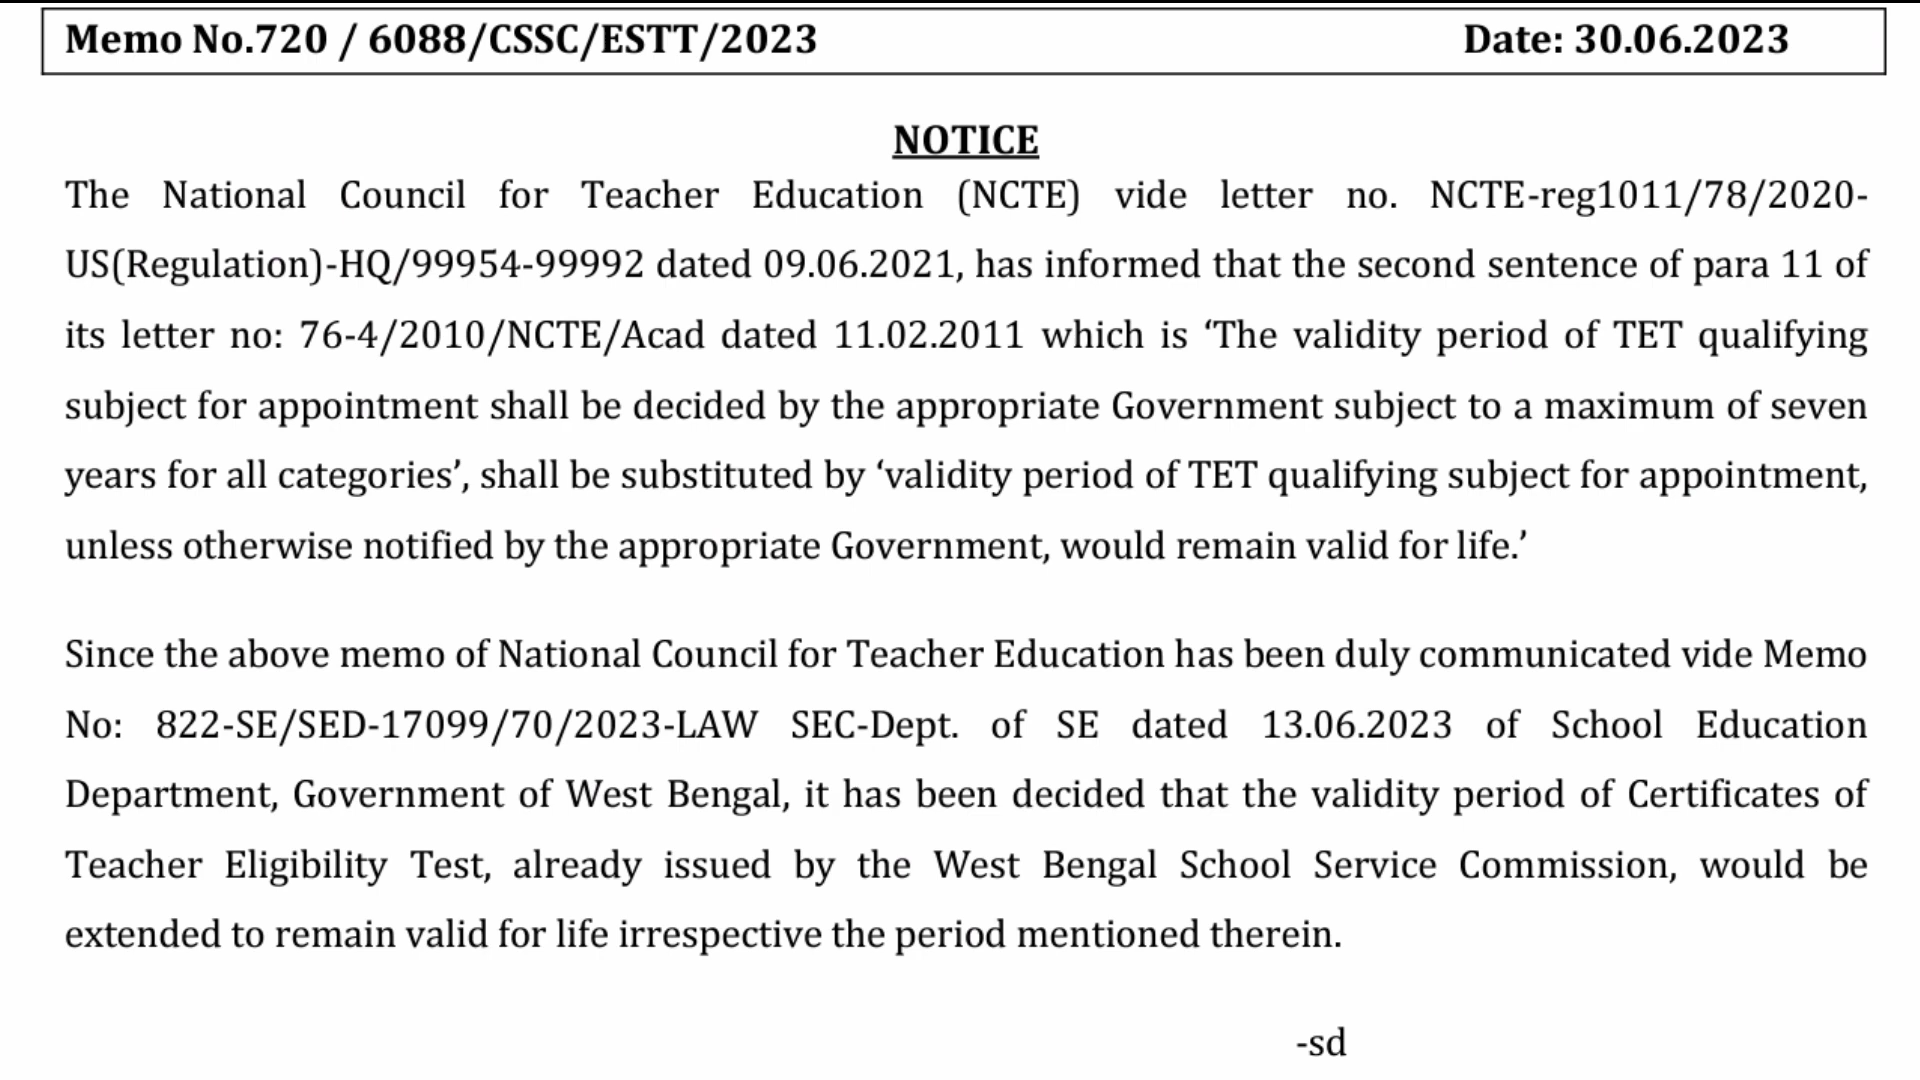 Memo No.720 / 6088/CSSC/ESTT/2023 Date: 30.06.2023
NOTICE
The National Council for Teacher Education (NCTE) vide letter no. NCTE-reg1011/78/2020-
US(Regulation)-HQ/99954-99992 dated 09.06.2021, has informed that the second sentence of para 11 of
its letter no: 76-4/2010/NCTE/Acad dated 11.02.2011 which is ‘The validity period of TET qualifying
subject for appointment shall be decided by the appropriate Government subject to a maximum of seven
years for all categories’, shall be substituted by ‘validity period of TET qualifying subject for appointment,
unless otherwise notified by the appropriate Government, would remain valid for life.’
Since the above memo of National Council for Teacher Education has been duly communicated vide Memo
No: 822-SE/SED-17099/70/2023-LAW SEC-Dept. of SE dated 13.06.2023 of School Education
Department, Government of West Bengal, it has been decided that the validity period of Certificates of
Teacher Eligibility Test, already issued by the West Bengal School Service Commission, would be
extended to remain valid for life irrespective the period mentioned therein.
-sd